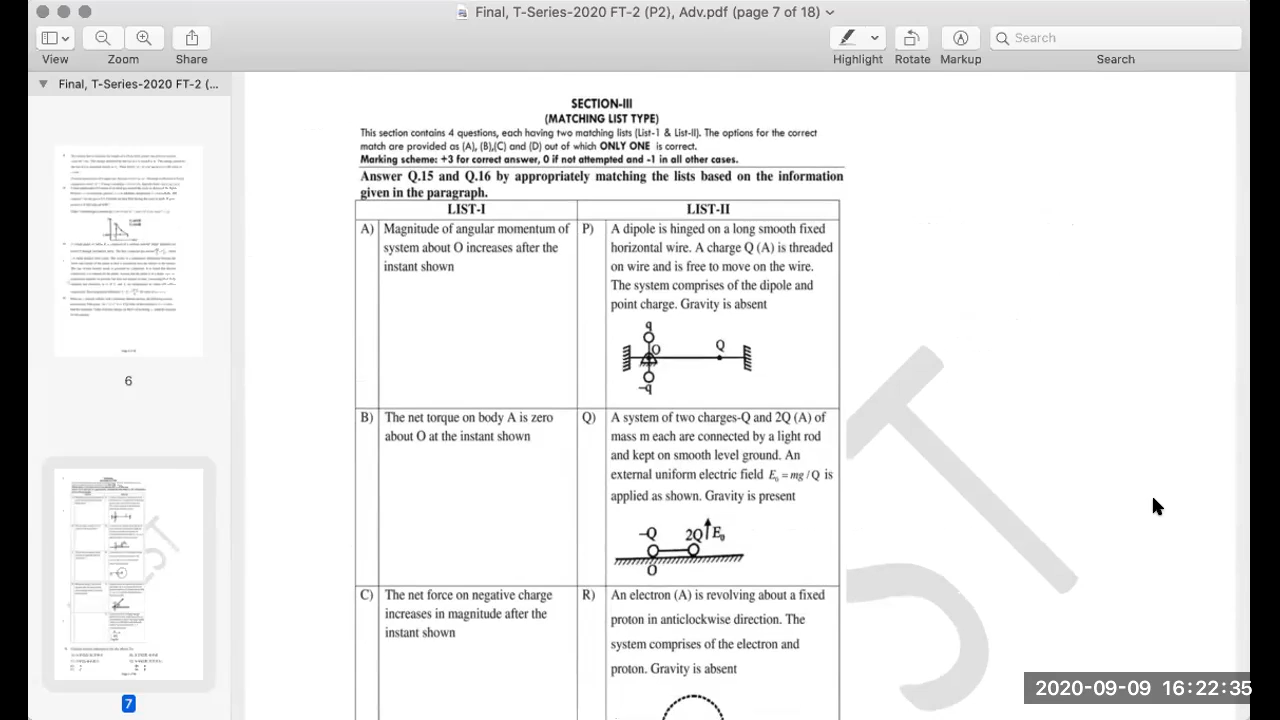 Final, T-Series-2020 FT-2 (P2), Adv.pdf (page 7 of 18)
View
Zoom
Share
Highlight
Rotate
Markup
Search
Search
Final, T-Series-2020 FT-2 (...
6
7
SECTION-III
(MATCHING LIST TYPE)
This section contains 4 questions, each having two matching lists (List-1 & List-II). The options for the correct
match are provided as (A), (B),(C) and (D) out of which ONLY ONE is correct.
Marking scheme: +3 for correct answer, 0 if not attempted and -1 in all other cases.
Answer Q.15 and Q.16 by appropriately matching the lists based on the information
given in the paragraph.
LIST-I
LIST-II
A) Magnitude of angular momentum of
system about O increases after the
instant shown
P) A dipole is hinged on a long smooth fixed
horizontal wire. A charge Q (A) is threaded
on wire and is free to move on the wire.
The system comprises of the dipole and
point charge. Gravity is absent
q
O
Q
-q
B) The net torque on body A is zero
about O at the instant shown
Q) A system of two charges-Q and 2Q (A) of
mass m each are connected by a light rod
and kept on smooth level ground. An
external uniform electric field E₀ = mg / Q is
applied as shown. Gravity is present
-Q
2Q
E₀
O
C) The net force on negative charge
increases in magnitude after the
instant shown
R) An electron (A) is revolving about a fixed
proton in anticlockwise direction. The
system comprises of the electron and
proton. Gravity is absent
ST
2020-09-09 16:22:35